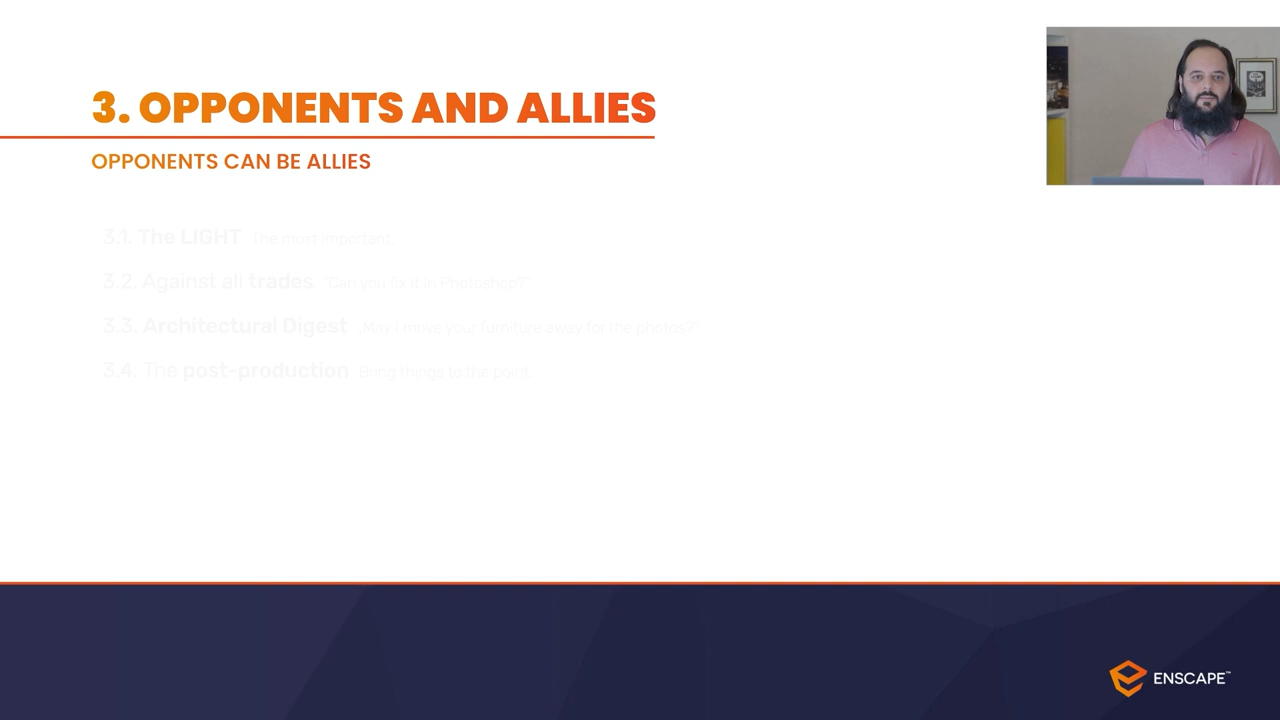 3. OPPONENTS AND ALLIES
OPPONENTS CAN BE ALLIES
3.1. The LIGHT The most important.
3.2. Against all trades. "Can you fix it in Photoshop?"
3.3. Architectural Digest „May I move your furniture away for the photos?"
3.4. The post-production Bring things to the point.
ENSCAPE™